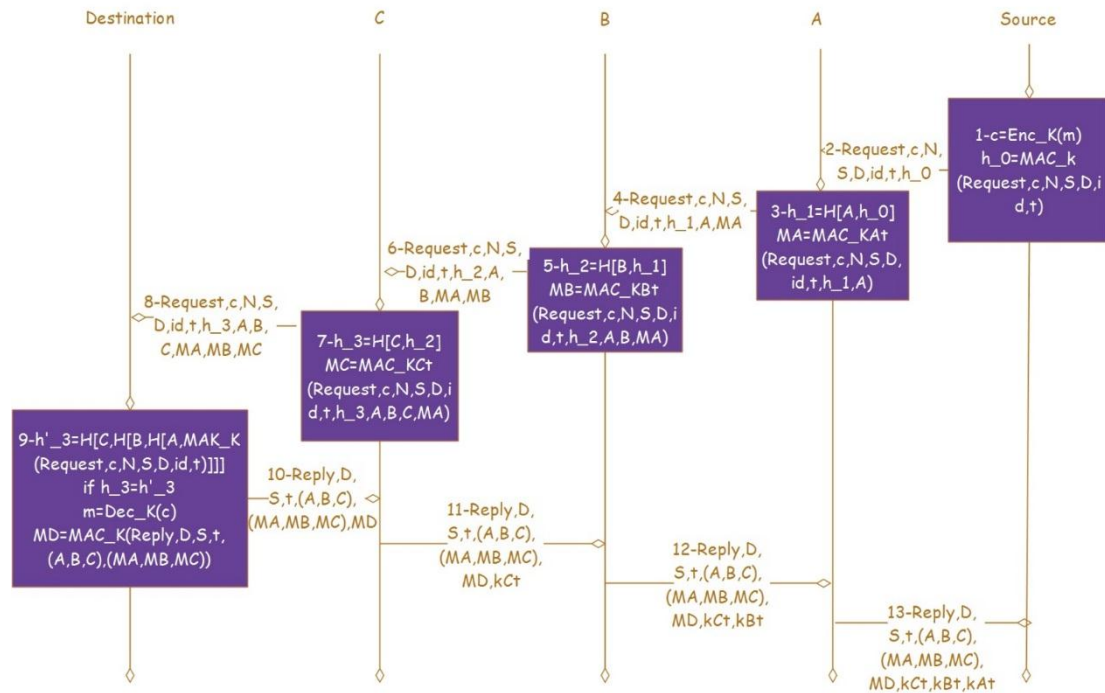 Destination
C
B
A
Source
1-c=Enc_K(m)
h_0=MAC_k
(Request,c,N,S,D,i
d,t)
2-Request,c,N,
S,D,id,t,h_0
3-h_1=H[A,h_0]
MA=MAC_KAt
(Request,c,N,S,D,
id,t,h_1,A)
4-Request,c,N,S,
D,id,t,h_1,A,MA
5-h_2=H[B,h_1]
MB=MAC_KBt
(Request,c,N,S,D,i
d,t,h_2,A,B,MA)
6-Request,c,N,S,
D,id,t,h_2,A,
B,MA,MB
7-h_3=H[C,h_2]
MC=MAC_KCt
(Request,c,N,S,D,i
d,t,h_3,A,B,C,MA)
8-Request,c,N,S,
D,id,t,h_3,A,B,
C,MA,MB,MC
9-h'_3=H[C,H[B,H[A,MAK_K
(Request,c,N,S,D,id,t)]]]
if h_3=h'_3
m=Dec_K(c)
MD=MAC_K(Reply,D,S,t,
(A,B,C),(MA,MB,MC))
10-Reply,D,
S,t,(A,B,C),
(MA,MB,MC),MD
11-Reply,D,
S,t,(A,B,C),
(MA,MB,MC),
MD,kCt
12-Reply,D,
S,t,(A,B,C),
(MA,MB,MC),
MD,kCt,kBt
13-Reply,D,
S,t,(A,B,C),
(MA,MB,MC),
MD,kCt,kBt,kAt